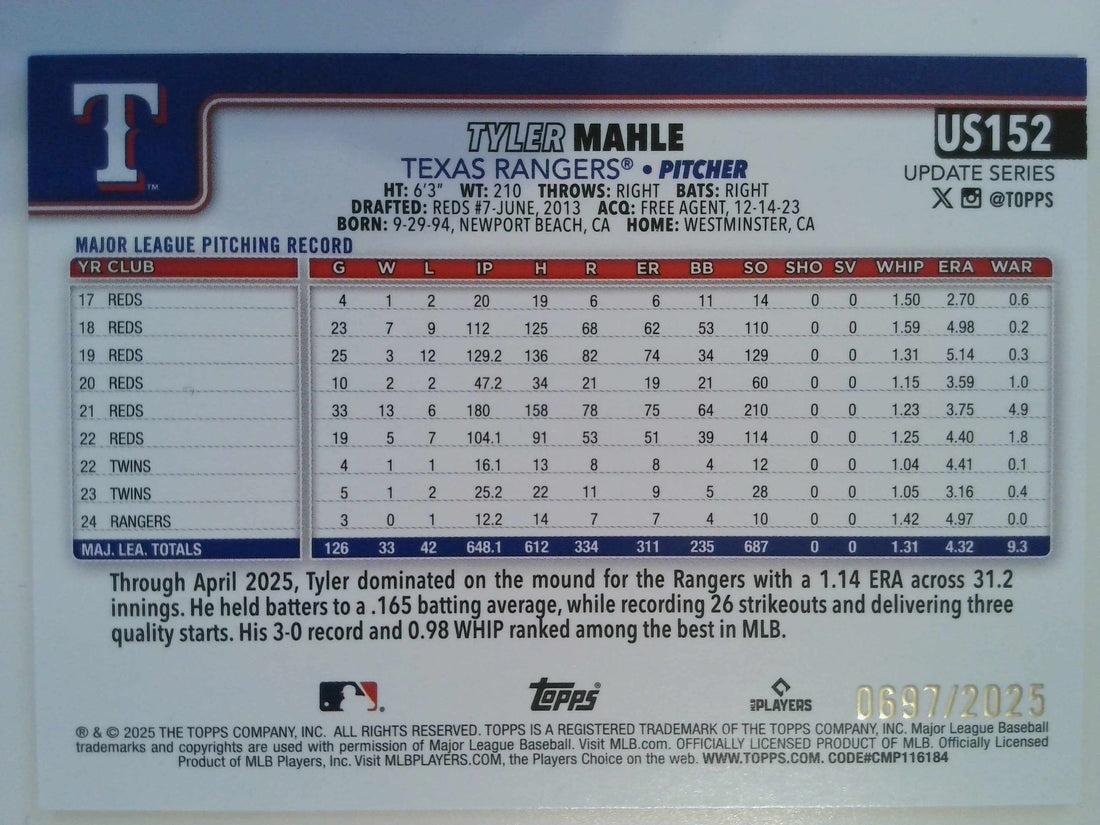 T
TM
US152
TYLER MAHLE
UPDATE SERIES
TEXAS RANGERS® • PITCHER
X @TOPPS
HT: 6'3" WT: 210 THROWS: RIGHT BATS: RIGHT
DRAFTED: REDS #7-JUNE, 2013 ACQ: FREE AGENT, 12-14-23
BORN: 9-29-94, NEWPORT BEACH, CA HOME: WESTMINSTER, CA
MAJOR LEAGUE PITCHING RECORD
YR CLUB G W L IP H R ER BB SO SHO SV WHIP ERA WAR
17 REDS 4 1 2 20 19 6 6 11 14 0 0 1.50 2.70 0.6
18 REDS 23 7 9 112 125 68 62 53 110 0 0 1.59 4.98 0.2
19 REDS 25 3 12 129.2 136 82 74 34 129 0 0 1.31 5.14 0.3
20 REDS 10 2 2 47.2 34 21 19 21 60 0 0 1.15 3.59 1.0
21 REDS 33 13 6 180 158 78 75 64 210 0 0 1.23 3.75 4.9
22 REDS 19 5 7 104.1 91 53 51 39 114 0 0 1.25 4.40 1.8
22 TWINS 4 1 1 16.1 13 8 8 4 12 0 0 1.04 4.41 0.1
23 TWINS 5 1 2 25.2 22 11 9 5 28 0 0 1.05 3.16 0.4
24 RANGERS 3 0 1 12.2 14 7 7 4 10 0 0 1.42 4.97 0.0
MAJ. LEA. TOTALS 126 33 42 648.1 612 334 311 235 687 0 0 1.31 4.32 9.3
Through April 2025, Tyler dominated on the mound for the Rangers with a 1.14 ERA across 31.2
innings. He held batters to a .165 batting average, while recording 26 strikeouts and delivering three
quality starts. His 3-0 record and 0.98 WHIP ranked among the best in MLB.
Topps® MLB PLAYERS 0697/2025
® & © 2025 THE TOPPS COMPANY, INC. ALL RIGHTS RESERVED. TOPPS IS A REGISTERED TRADEMARK OF THE TOPPS COMPANY, INC. Major League Baseball
trademarks and copyrights are used with permission of Major League Baseball. Visit MLB.com. OFFICIALLY LICENSED PRODUCT OF MLB. Officially Licensed
Product of MLB Players, Inc. Visit MLBPLAYERS.COM, the Players Choice on the web. WWW.TOPPS.COM. CODE#CMP116184